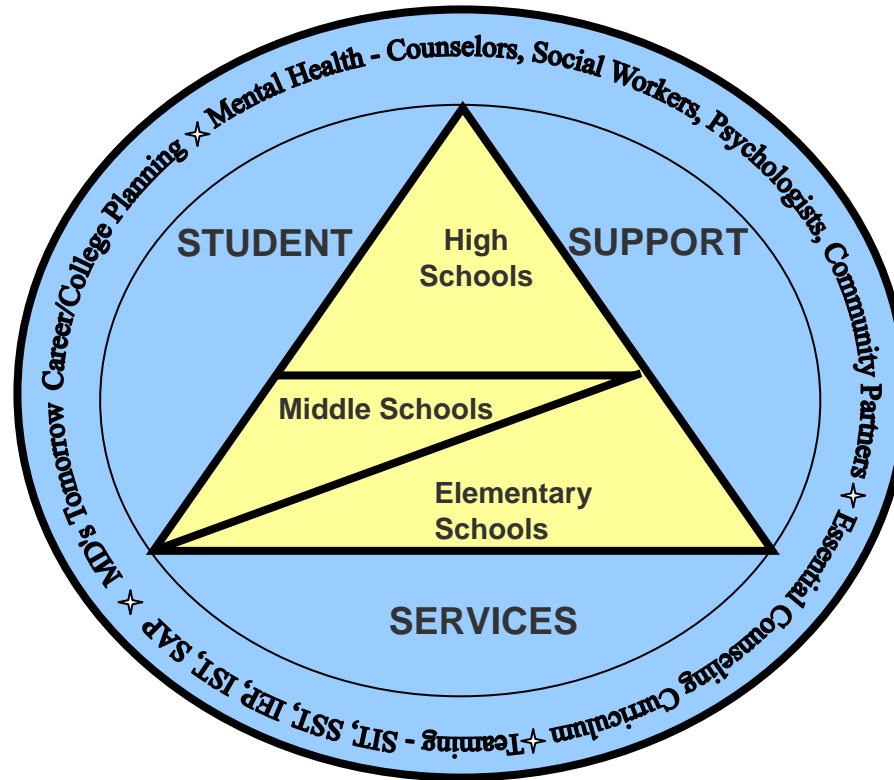 Mental Health - Counselors, Social Workers, Psychologists, Community Partners
Essential Counseling Curriculum
Teaming - SIT, SST, IEP, IST, SAP
MD's Tomorrow Career/College Planning
STUDENT
SUPPORT
SERVICES
High
Schools
Middle Schools
Elementary
Schools